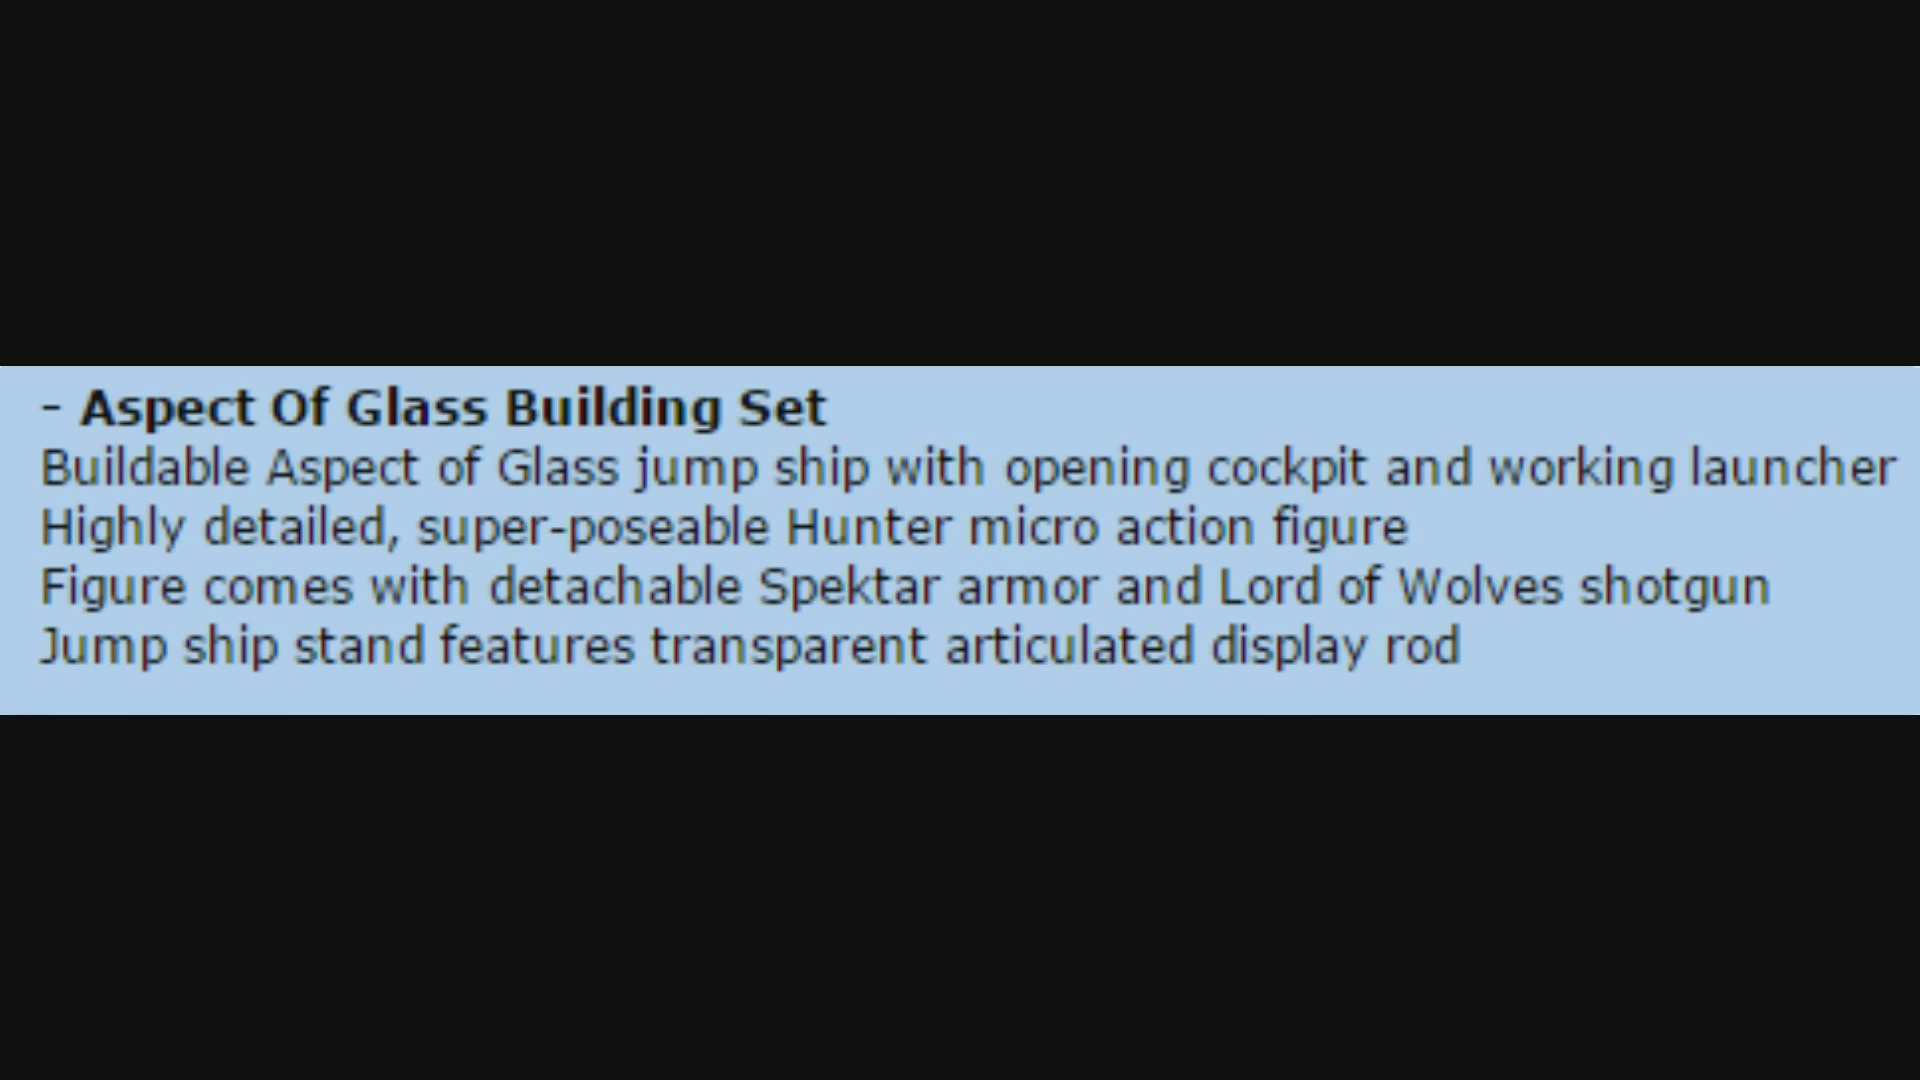 - Aspect Of Glass Building Set
Buildable Aspect of Glass jump ship with opening cockpit and working launcher
Highly detailed, super-poseable Hunter micro action figure
Figure comes with detachable Spektar armor and Lord of Wolves shotgun
Jump ship stand features transparent articulated display rod